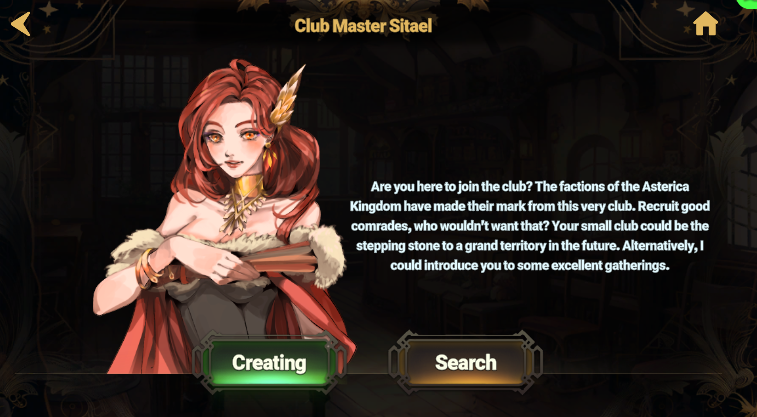 Club Master Sitael
Are you here to join the club? The factions of the Asterica
Kingdom have made their mark from this very club. Recruit good
comrades, who wouldn't want that? Your small club could be the
stepping stone to a grand territory in the future. Alternatively, I
could introduce you to some excellent gatherings.
Creating
Search